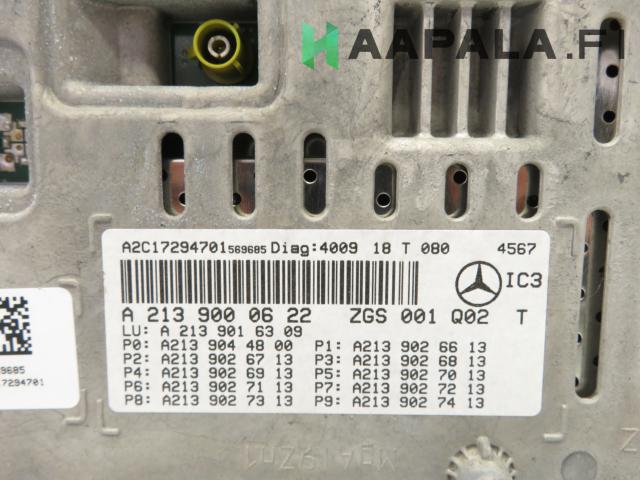 HAAPALA.FI
A2C17294701569685 Diag:4009 18 T 080 4567
IC3
A 213 900 06 22 ZGS 001 Q02 T
LU: A 213 901 63 09
P0: A213 904 48 00 P1: A213 902 66 13
P2: A213 902 67 13 P3: A213 902 68 13
P4: A213 902 69 13 P5: A213 902 70 13
P6: A213 902 71 13 P7: A213 902 72 13
P8: A213 902 73 13 P9: A213 902 74 13
9685
17294701